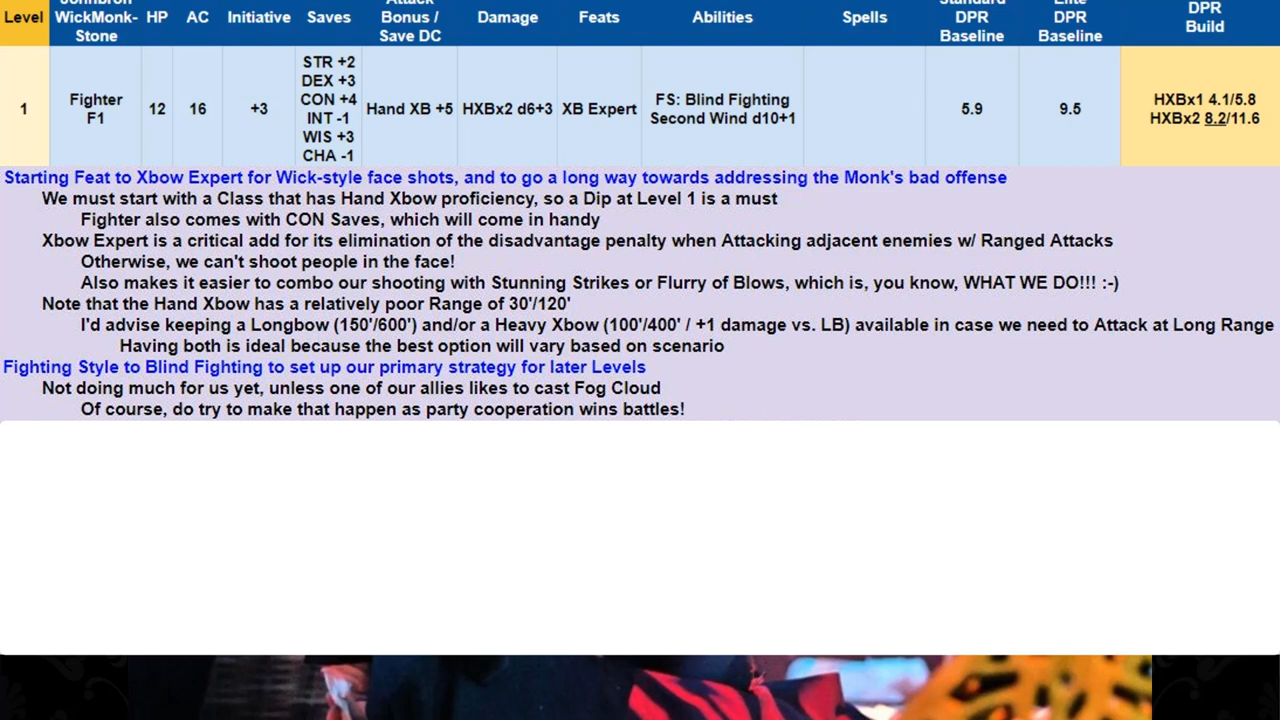 Level
WickMonk-
Stone
HP
AC
Initiative
Saves
Bonus /
Save DC
Damage
Feats
Abilities
Spells
DPR
Baseline
DPR
Baseline
DPR
Build
1
Fighter
F1
12
16
+3
STR +2
DEX +3
CON +4
INT -1
WIS +3
CHA -1
Hand XB +5
HXBx2 d6+3
XB Expert
FS: Blind Fighting
Second Wind d10+1
5.9
9.5
HXBx1 4.1/5.8
HXBx2 8.2/11.6
Starting Feat to Xbow Expert for Wick-style face shots, and to go a long way towards addressing the Monk's bad offense
We must start with a Class that has Hand Xbow proficiency, so a Dip at Level 1 is a must
Fighter also comes with CON Saves, which will come in handy
Xbow Expert is a critical add for its elimination of the disadvantage penalty when Attacking adjacent enemies w/ Ranged Attacks
Otherwise, we can't shoot people in the face!
Also makes it easier to combo our shooting with Stunning Strikes or Flurry of Blows, which is, you know, WHAT WE DO!!! :-)
Note that the Hand Xbow has a relatively poor Range of 30'/120'
I'd advise keeping a Longbow (150'/600') and/or a Heavy Xbow (100'/400' / +1 damage vs. LB) available in case we need to Attack at Long Range
Having both is ideal because the best option will vary based on scenario
Fighting Style to Blind Fighting to set up our primary strategy for later Levels
Not doing much for us yet, unless one of our allies likes to cast Fog Cloud
Of course, do try to make that happen as party cooperation wins battles!